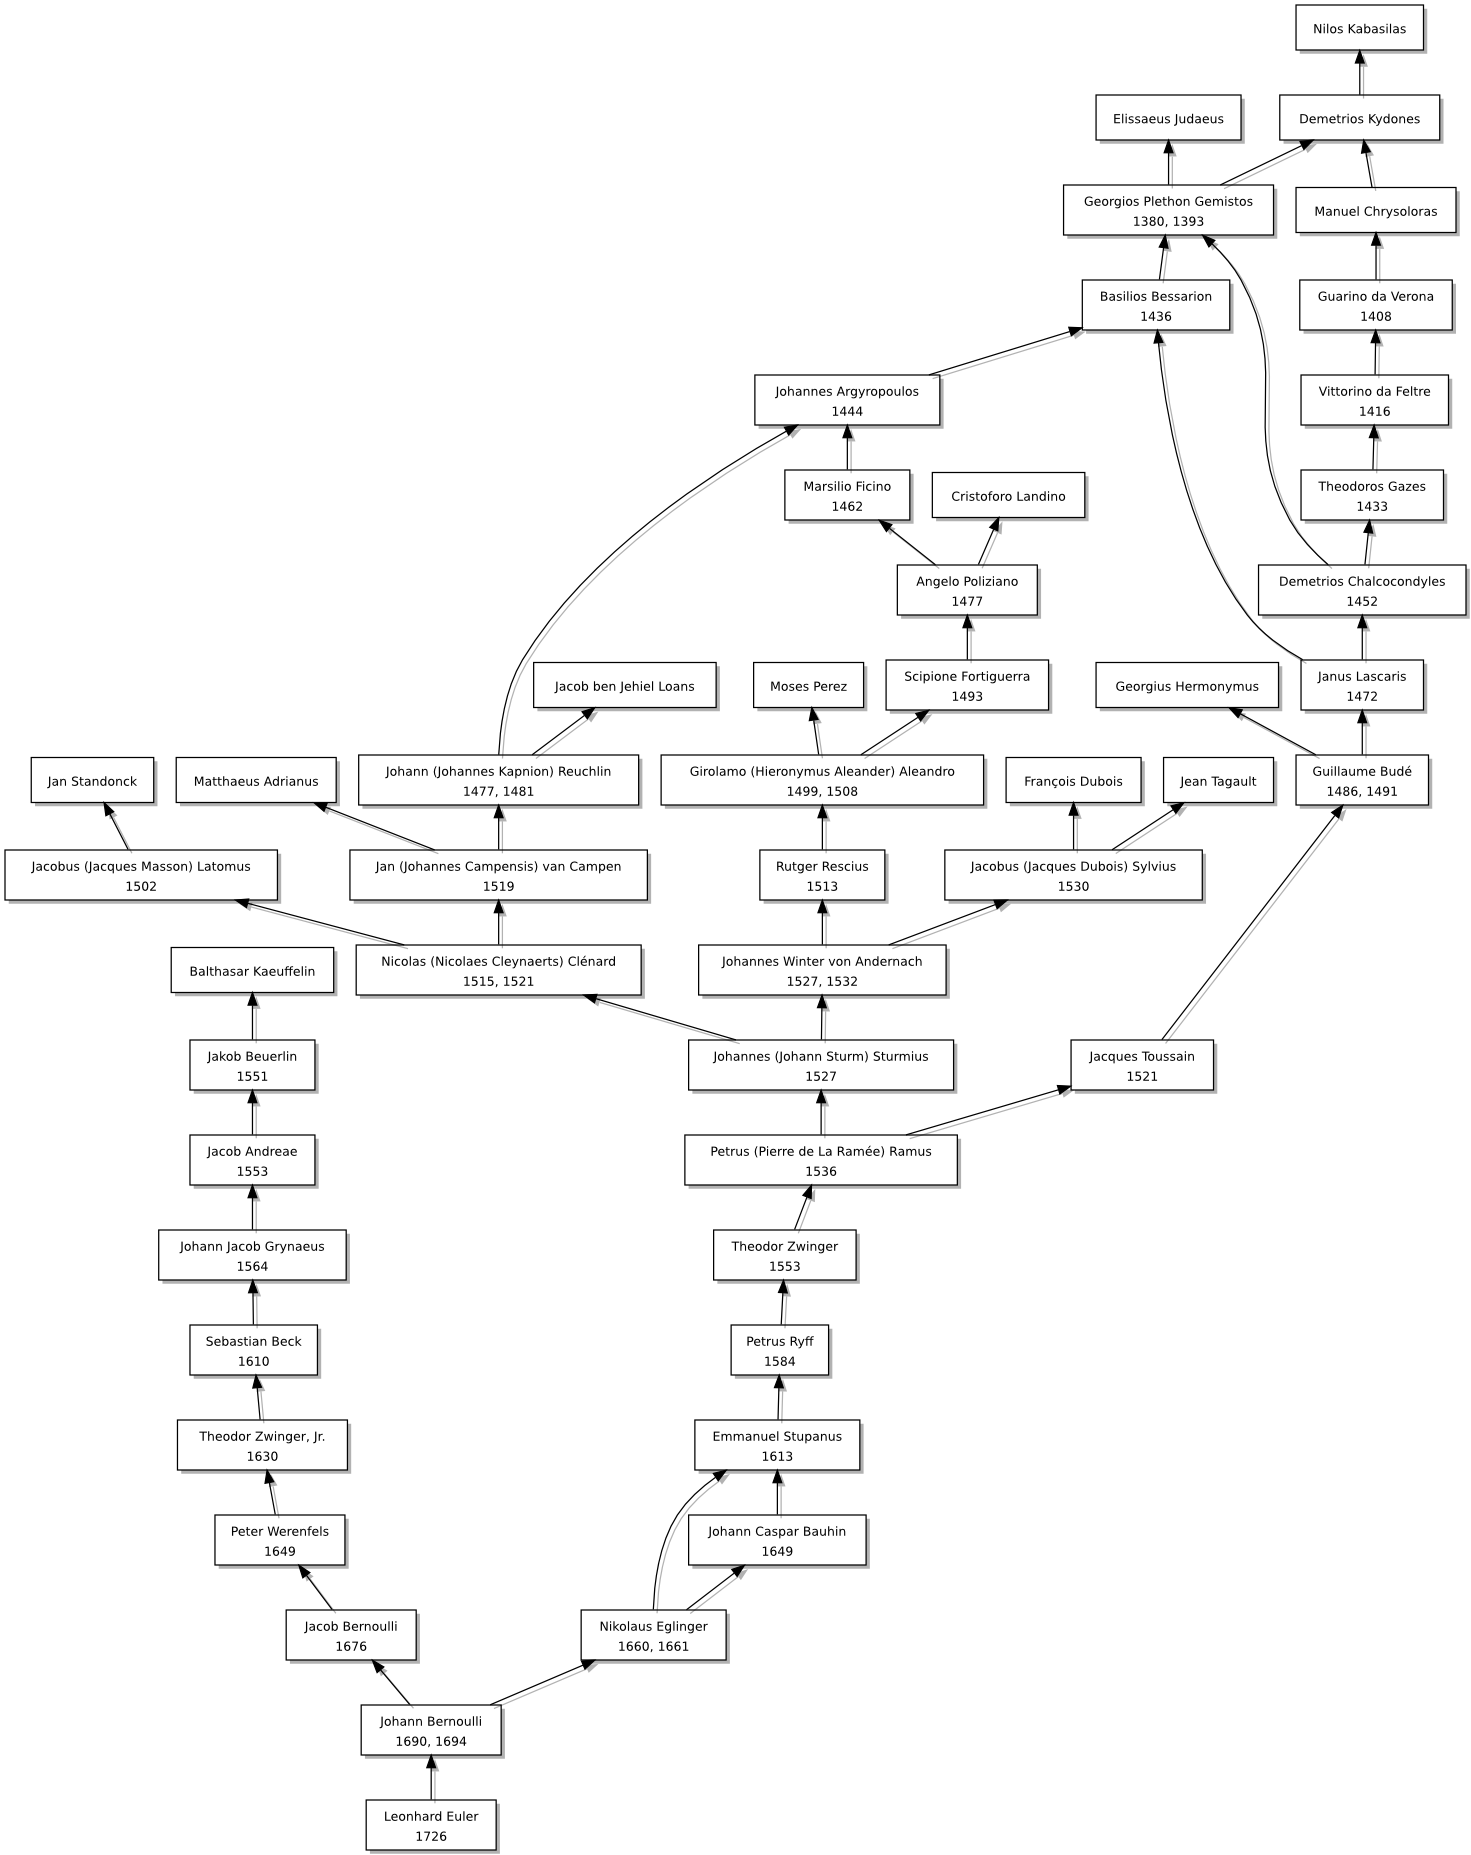 Nilos Kabasilas
Elissaeus Judaeus
Demetrios Kydones
Georgios Plethon Gemistos
1380, 1393
Manuel Chrysoloras
Basilios Bessarion
1436
Guarino da Verona
1408
Johannes Argyropoulos
1444
Vittorino da Feltre
1416
Marsilio Ficino
1462
Cristoforo Landino
Theodoros Gazes
1433
Angelo Poliziano
1477
Demetrios Chalcocondyles
1452
Jacob ben Jehiel Loans
Moses Perez
Scipione Fortiguerra
1493
Georgius Hermonymus
Janus Lascaris
1472
Jan Standonck
Matthaeus Adrianus
Johann (Johannes Kapnion) Reuchlin
1477, 1481
Girolamo (Hieronymus Aleander) Aleandro
1499, 1508
François Dubois
Jean Tagault
Guillaume Budé
1486, 1491
Jacobus (Jacques Masson) Latomus
1502
Jan (Johannes Campensis) van Campen
1519
Rutger Rescius
1513
Jacobus (Jacques Dubois) Sylvius
1530
Balthasar Kaeuffelin
Nicolas (Nicolaes Cleynaerts) Clénard
1515, 1521
Johannes Winter von Andernach
1527, 1532
Jakob Beuerlin
1551
Johannes (Johann Sturm) Sturmius
1527
Jacques Toussain
1521
Jacob Andreae
1553
Petrus (Pierre de La Ramée) Ramus
1536
Johann Jacob Grynaeus
1564
Theodor Zwinger
1553
Sebastian Beck
1610
Petrus Ryff
1584
Theodor Zwinger, Jr.
1630
Emmanuel Stupanus
1613
Peter Werenfels
1649
Johann Caspar Bauhin
1649
Jacob Bernoulli
1676
Nikolaus Eglinger
1660, 1661
Johann Bernoulli
1690, 1694
Leonhard Euler
1726